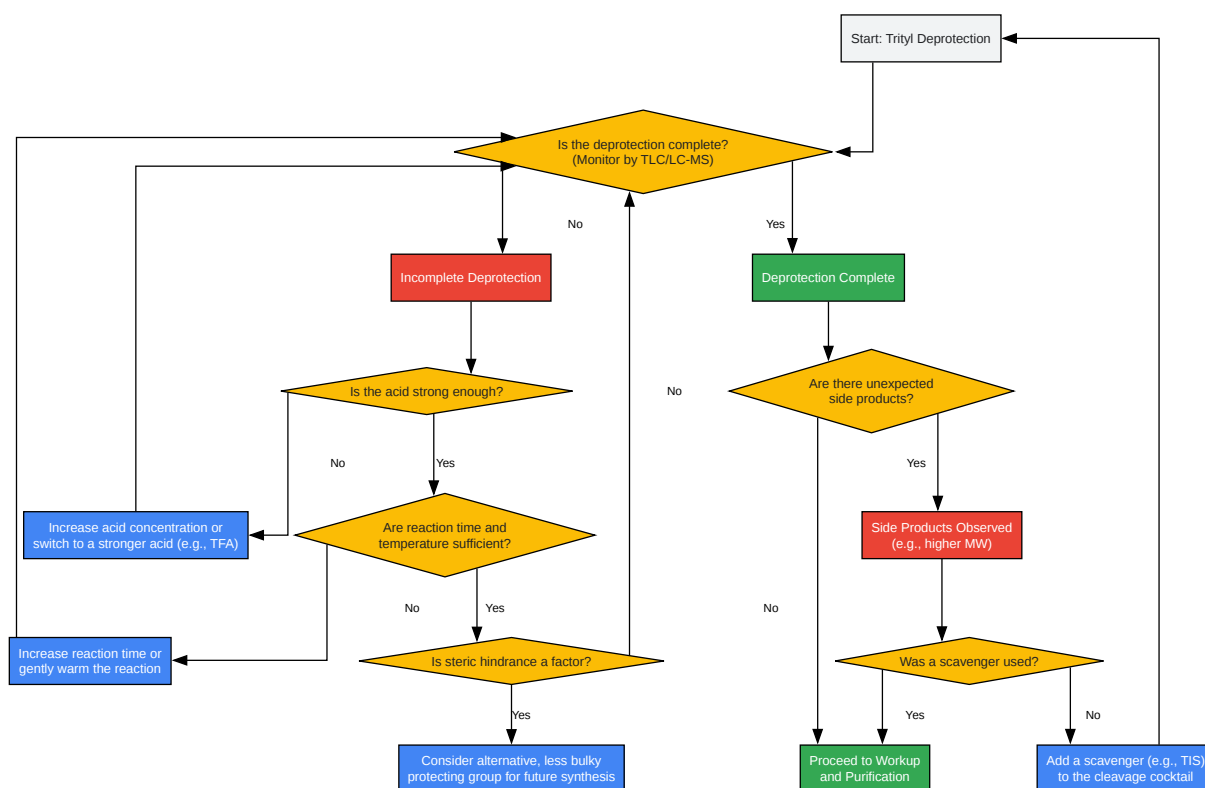 Start: Trityl Deprotection
Is the deprotection complete?
(Monitor by TLC/LC-MS)
No
Yes
Incomplete Deprotection
Deprotection Complete
Is the acid strong enough?
No
Are there unexpected
side products?
No
Yes
Yes
Increase acid concentration or
switch to a stronger acid (e.g., TFA)
Are reaction time and
temperature sufficient?
Side Products Observed
(e.g., higher MW)
No
Yes
No
Increase reaction time or
gently warm the reaction
Is steric hindrance a factor?
Was a scavenger used?
Yes
Yes
No
Consider alternative, less bulky
protecting group for future synthesis
Proceed to Workup
and Purification
Add a scavenger (e.g., TIS)
to the cleavage cocktail